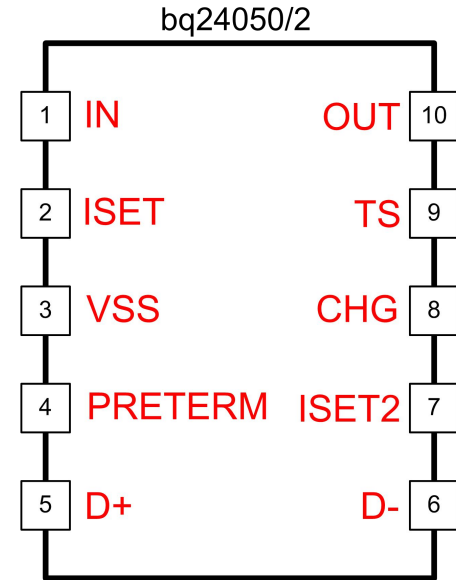 bq24050/2
1 IN OUT 10
2 ISET TS 9
3 VSS CHG 8
4 PRETERM ISET2 7
5 D+ D- 6